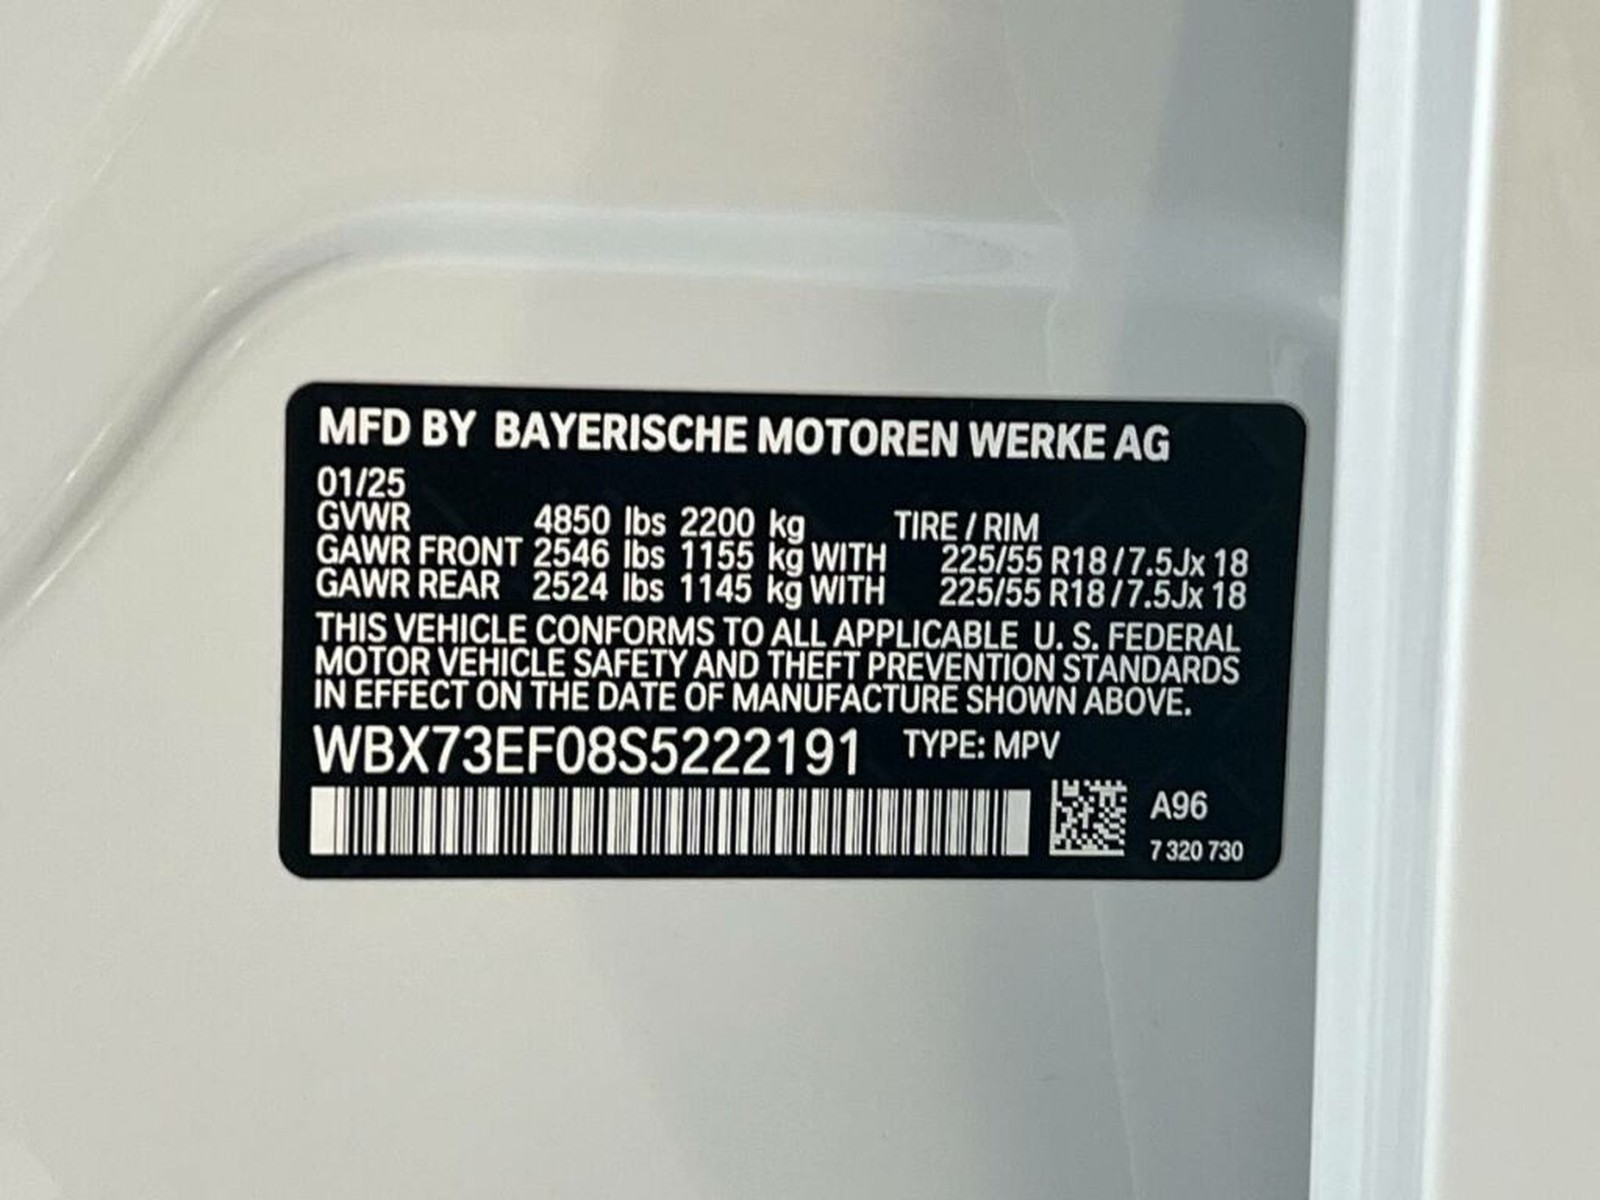 MFD BY BAYERISCHE MOTOREN WERKE AG
01/25
GVWR 4850 lbs 2200 kg TIRE / RIM
GAWR FRONT 2546 lbs 1155 kg WITH 225/55 R18 / 7.5Jx 18
GAWR REAR 2524 lbs 1145 kg WITH 225/55 R18 / 7.5Jx 18
THIS VEHICLE CONFORMS TO ALL APPLICABLE U. S. FEDERAL
MOTOR VEHICLE SAFETY AND THEFT PREVENTION STANDARDS
IN EFFECT ON THE DATE OF MANUFACTURE SHOWN ABOVE.
WBX73EF08S5222191 TYPE: MPV
A96
7 320 730